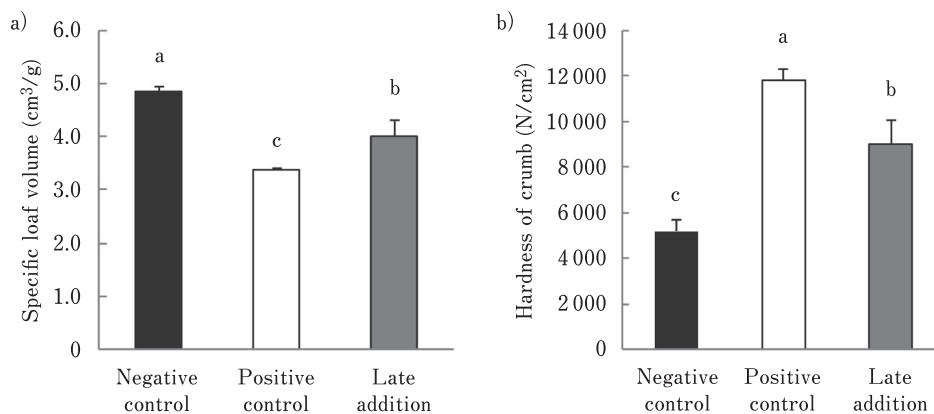 a)
Specific loaf volume (cm³/g)
6.0
5.0
4.0
3.0
2.0
1.0
0
a
c
b
Negative
control
Positive
control
Late
addition
b)
Hardness of crumb (N/cm²)
14 000
12 000
10 000
8 000
6 000
4 000
2 000
0
c
a
b
Negative
control
Positive
control
Late
addition